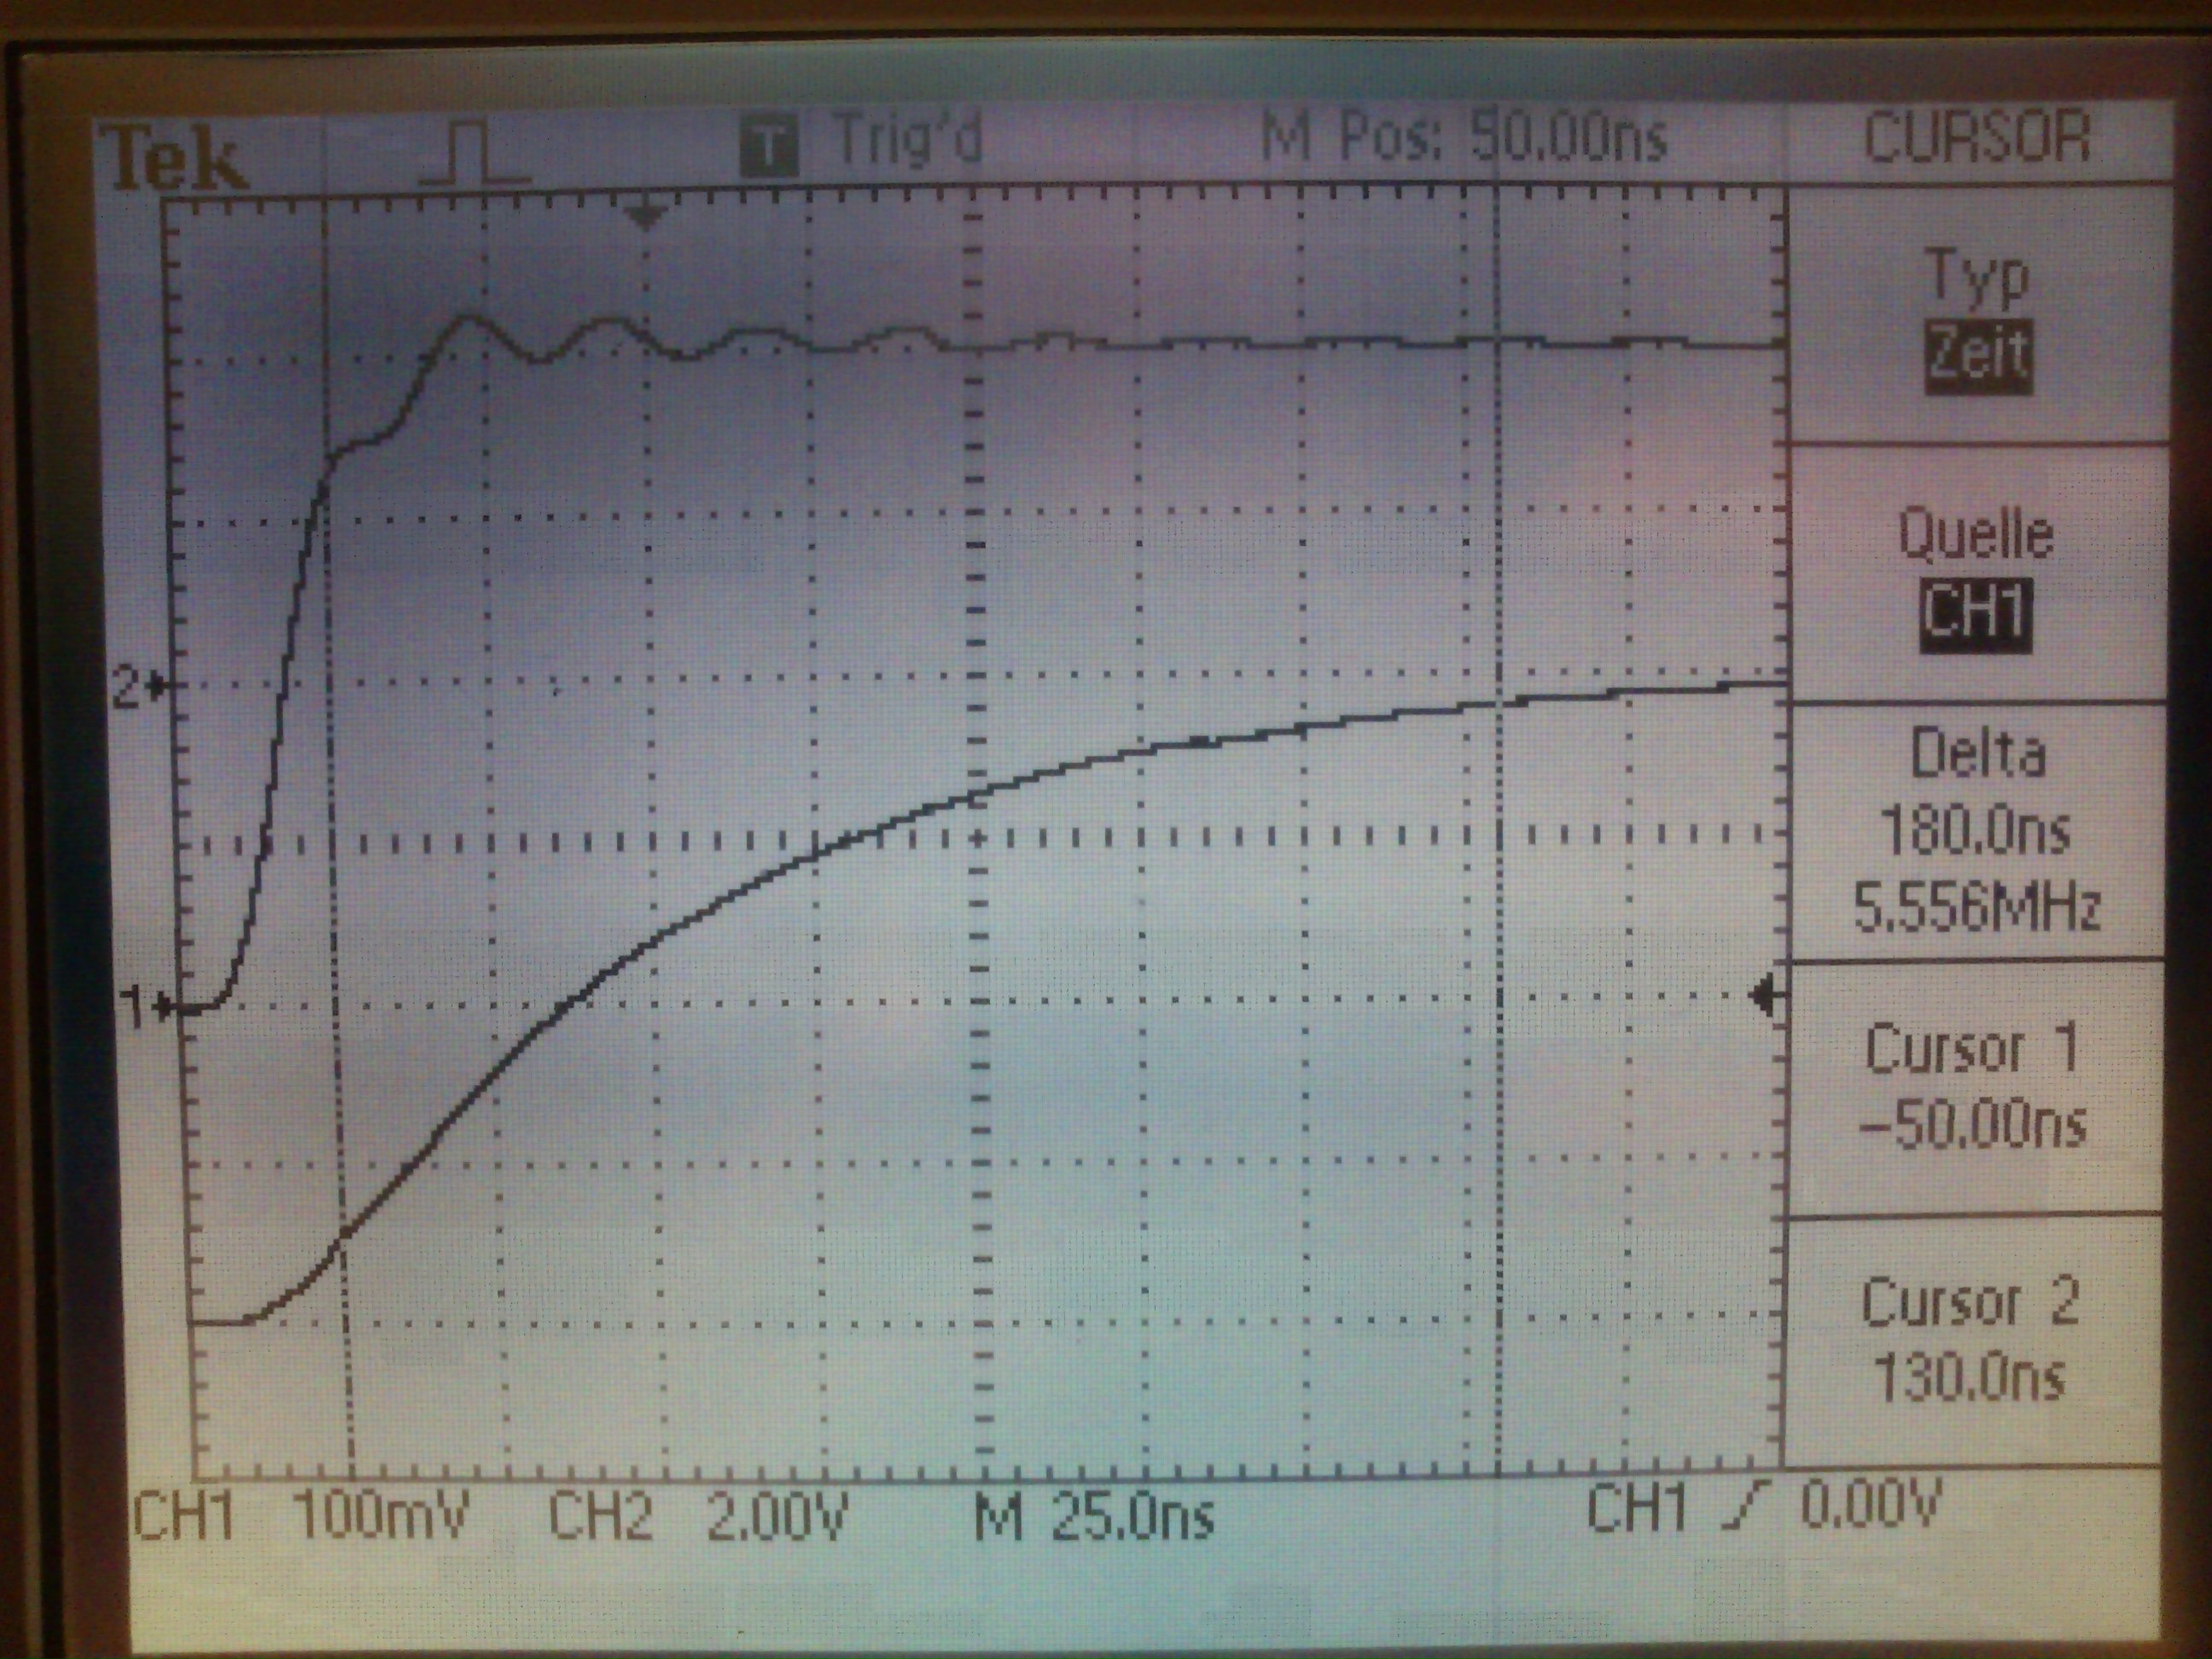 Tek T Trig'd M Pos: 50.00ns CURSOR
Typ
Zeit
Quelle
CH1
2
Delta
180.0ns
5.556MHz
1
Cursor 1
-50.00ns
Cursor 2
130.0ns
CH1 100mV CH2 2.00V M 25.0ns CH1 0.00V